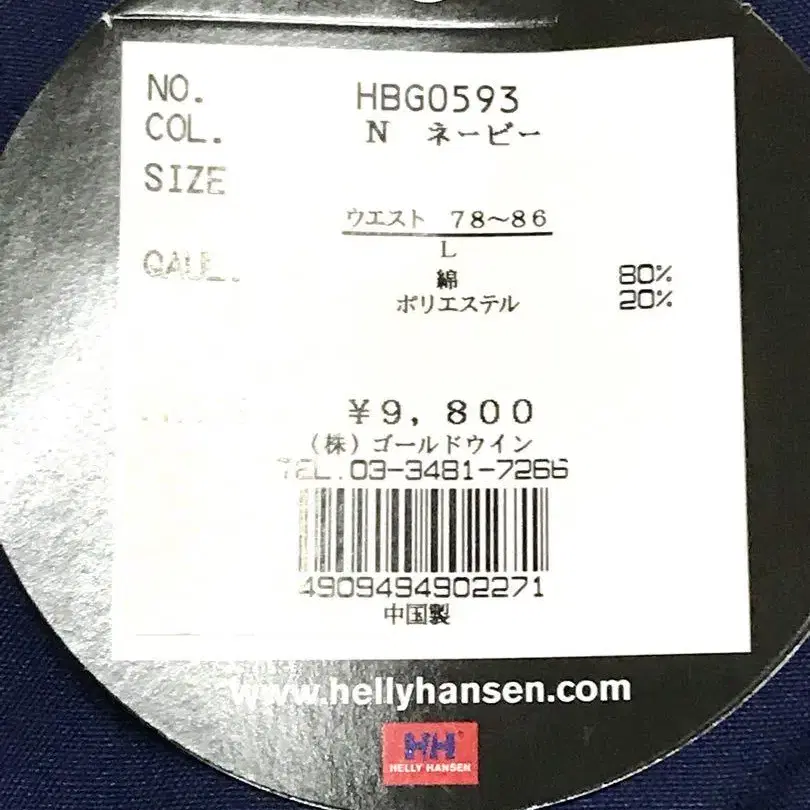 NO. HBG0593
COL. N ネービー
SIZE
ウエスト 78～86
L
QAUL. 綿 80%
ポリエステル 20%
¥9,800
(株)ゴールドウイン
TEL.03-3481-7266
4909494902271
中国製
www.hellyhansen.com
HH
HELLY HANSEN